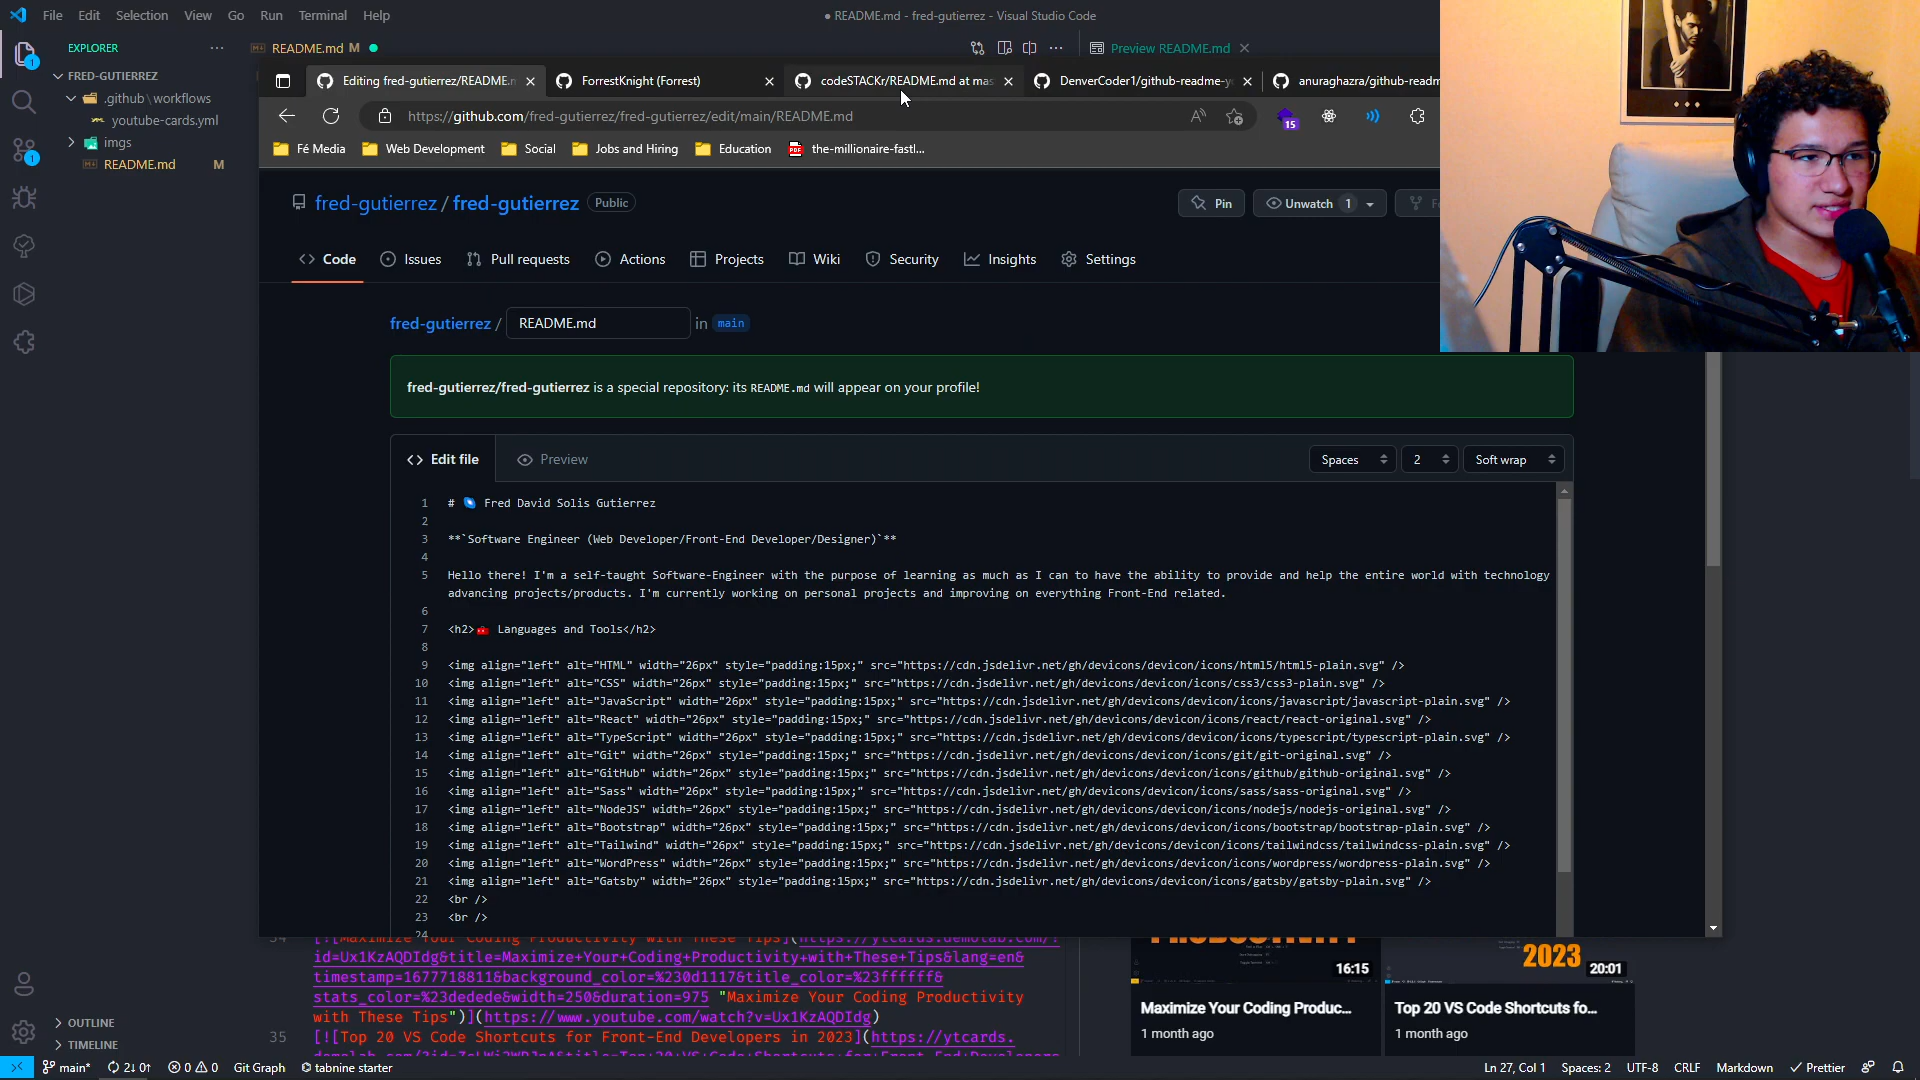 File Edit Selection View Go Run Terminal Help
● README.md - fred-gutierrez - Visual Studio Code
EXPLORER
README.md M
Preview README.md
FRED-GUTIERREZ
.github \ workflows
youtube-cards.yml
imgs
README.md M
Editing fred-gutierrez/README.m
ForrestKnight (Forrest)
codeSTACKr/README.md at mas
DenverCoder1/github-readme-y
anuraghazra/github-readm
https://github.com/fred-gutierrez/fred-gutierrez/edit/main/README.md
15
Fé Media
Web Development
Social
Jobs and Hiring
Education
the-millionaire-fastl...
fred-gutierrez / fred-gutierrez Public
Pin
Unwatch 1
Code
Issues
Pull requests
Actions
Projects
Wiki
Security
Insights
Settings
fred-gutierrez / README.md in main
fred-gutierrez/fred-gutierrez is a special repository: its README.md will appear on your profile!
<> Edit file
Preview
Spaces
2
Soft wrap
1 # Fred David Solis Gutierrez
2
3 **`Software Engineer (Web Developer/Front-End Developer/Designer)`**
4
5 Hello there! I'm a self-taught Software-Engineer with the purpose of learning as much as I can to have the ability to provide and help the entire world with technology
advancing projects/products. I'm currently working on personal projects and improving on everything Front-End related.
6
7 <h2>🧰 Languages and Tools</h2>
8
9 <img align="left" alt="HTML" width="26px" style="padding:15px;" src="https://cdn.jsdelivr.net/gh/devicons/devicon/icons/html5/html5-plain.svg" />
10 <img align="left" alt="CSS" width="26px" style="padding:15px;" src="https://cdn.jsdelivr.net/gh/devicons/devicon/icons/css3/css3-plain.svg" />
11 <img align="left" alt="JavaScript" width="26px" style="padding:15px;" src="https://cdn.jsdelivr.net/gh/devicons/devicon/icons/javascript/javascript-plain.svg" />
12 <img align="left" alt="React" width="26px" style="padding:15px;" src="https://cdn.jsdelivr.net/gh/devicons/devicon/icons/react/react-original.svg" />
13 <img align="left" alt="TypeScript" width="26px" style="padding:15px;" src="https://cdn.jsdelivr.net/gh/devicons/devicon/icons/typescript/typescript-plain.svg" />
14 <img align="left" alt="Git" width="26px" style="padding:15px;" src="https://cdn.jsdelivr.net/gh/devicons/devicon/icons/git/git-original.svg" />
15 <img align="left" alt="GitHub" width="26px" style="padding:15px;" src="https://cdn.jsdelivr.net/gh/devicons/devicon/icons/github/github-original.svg" />
16 <img align="left" alt="Sass" width="26px" style="padding:15px;" src="https://cdn.jsdelivr.net/gh/devicons/devicon/icons/sass/sass-original.svg" />
17 <img align="left" alt="NodeJS" width="26px" style="padding:15px;" src="https://cdn.jsdelivr.net/gh/devicons/devicon/icons/nodejs/nodejs-original.svg" />
18 <img align="left" alt="Bootstrap" width="26px" style="padding:15px;" src="https://cdn.jsdelivr.net/gh/devicons/devicon/icons/bootstrap/bootstrap-plain.svg" />
19 <img align="left" alt="Tailwind" width="26px" style="padding:15px;" src="https://cdn.jsdelivr.net/gh/devicons/devicon/icons/tailwindcss/tailwindcss-plain.svg" />
20 <img align="left" alt="WordPress" width="26px" style="padding:15px;" src="https://cdn.jsdelivr.net/gh/devicons/devicon/icons/wordpress/wordpress-plain.svg" />
21 <img align="left" alt="Gatsby" width="26px" style="padding:15px;" src="https://cdn.jsdelivr.net/gh/devicons/devicon/icons/gatsby/gatsby-plain.svg" />
22 <br />
23 <br />
24
34 [![Maximize Your Coding Productivity with These Tips](https://ytcards.demolab.com/?
id=Ux1KzAQDIdg&title=Maximize+Your+Coding+Productivity+with+These+Tips&lang=en&
timestamp=1677718811&background_color=%230d1117&title_color=%23ffffff&
stats_color=%23dedede&width=250&duration=975 "Maximize Your Coding Productivity
with These Tips")](https://www.youtube.com/watch?v=Ux1KzAQDIdg)
35 [![Top 20 VS Code Shortcuts for Front-End Developers in 2023](https://ytcards.
PRODUCTIVITY
16:15
2023
20:01
Maximize Your Coding Produc...
1 month ago
Top 20 VS Code Shortcuts fo...
1 month ago
OUTLINE
TIMELINE
1
1
main*
2↓ 0↑
0 0
Git Graph
tabnine starter
Ln 27, Col 1
Spaces: 2
UTF-8
CRLF
Markdown
Prettier